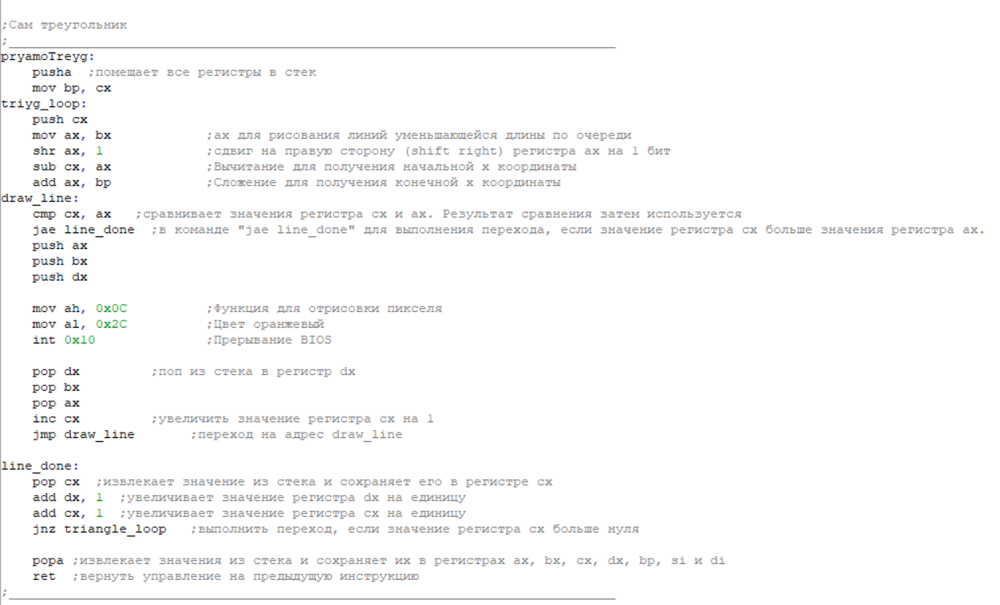 ;Сам треугольник
;
pryamoTreyg:
pusha ;помещает все регистры в стек
mov bp, cx
triyg_loop:
push cx
mov ax, bx ;ax для рисования линий уменьшающейся длины по очереди
shr ax, 1 ;сдвиг на правую сторону (shift right) регистра ax на 1 бит
sub cx, ax ;Вычитание для получения начальной x координаты
add ax, bp ;Сложение для получения конечной x координаты
draw_line:
cmp cx, ax ;сравнивает значения регистра cx и ax. Результат сравнения затем используется
jae line_done ;в команде "jae line_done" для выполнения перехода, если значение регистра cx больше значения регистра ax.
push ax
push bx
push dx
mov ah, 0x0C ;Функция для отрисовки пикселя
mov al, 0x2C ;Цвет оранжевый
int 0x10 ;Прерывание BIOS
pop dx ;поп из стека в регистр dx
pop bx
pop ax
inc cx ;увеличить значение регистра cx на 1
jmp draw_line ;переход на адрес draw_line
line_done:
pop cx ;извлекает значение из стека и сохраняет его в регистре cx
add dx, 1 ;увеличивает значение регистра dx на единицу
add cx, 1 ;увеличивает значение регистра cx на единицу
jnz triangle_loop ;выполнить переход, если значение регистра cx больше нуля
popa ;извлекает значения из стека и сохраняет их в регистрах ax, bx, cx, dx, bp, si и di
ret ;вернуть управление на предыдущую инструкцию
;